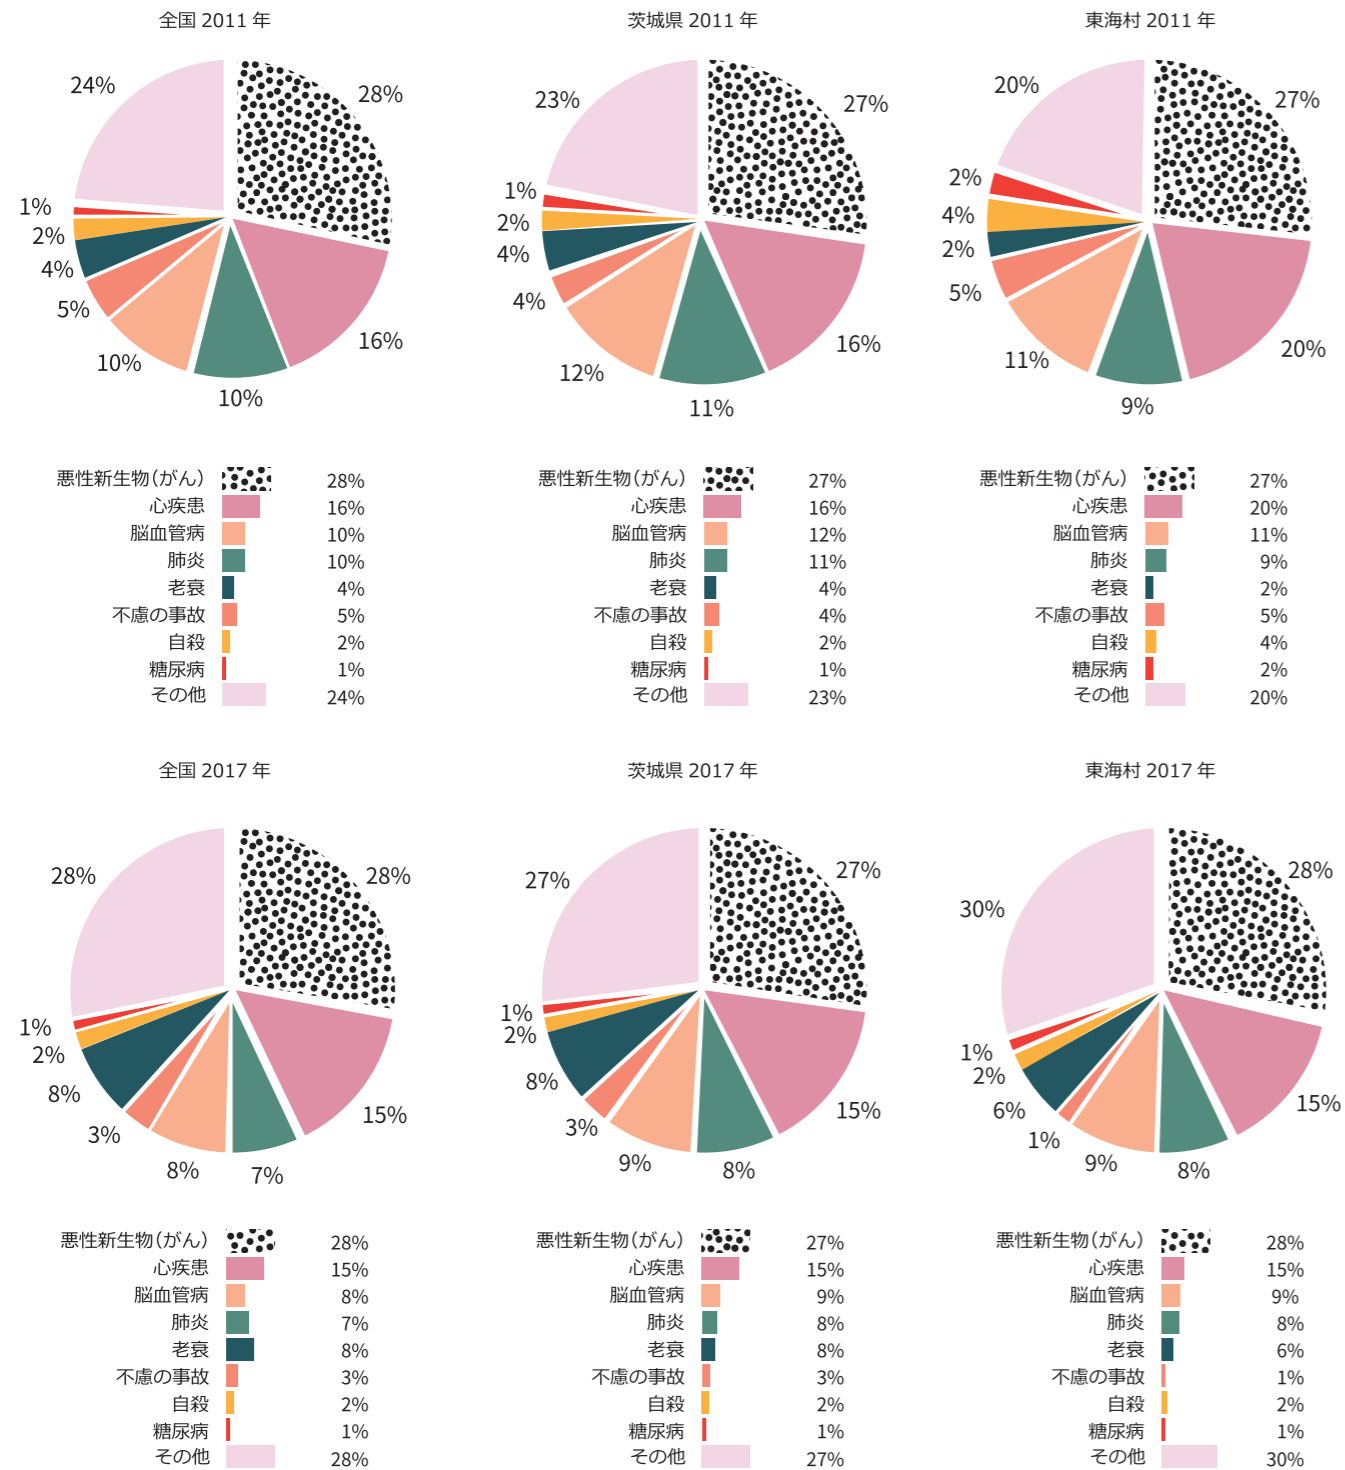 全国 2011 年
24%
28%
1%
2%
4%
5%
10%
10%
16%
茨城県 2011 年
23%
27%
1%
2%
4%
4%
12%
11%
16%
東海村 2011 年
20%
27%
2%
4%
2%
5%
11%
9%
20%
悪性新生物(がん) 28%
心疾患 16%
脳血管病 10%
肺炎 10%
老衰 4%
不慮の事故 5%
自殺 2%
糖尿病 1%
その他 24%
悪性新生物(がん) 27%
心疾患 16%
脳血管病 12%
肺炎 11%
老衰 4%
不慮の事故 4%
自殺 2%
糖尿病 1%
その他 23%
悪性新生物(がん) 27%
心疾患 20%
脳血管病 11%
肺炎 9%
老衰 2%
不慮の事故 5%
自殺 4%
糖尿病 2%
その他 20%
全国 2017 年
28%
28%
1%
2%
8%
3%
8%
7%
15%
茨城県 2017 年
27%
27%
1%
2%
8%
3%
9%
8%
15%
東海村 2017 年
30%
28%
1%
2%
6%
1%
9%
8%
15%
悪性新生物(がん) 28%
心疾患 15%
脳血管病 8%
肺炎 7%
老衰 8%
不慮の事故 3%
自殺 2%
糖尿病 1%
その他 28%
悪性新生物(がん) 27%
心疾患 15%
脳血管病 9%
肺炎 8%
老衰 8%
不慮の事故 3%
自殺 2%
糖尿病 1%
その他 27%
悪性新生物(がん) 28%
心疾患 15%
脳血管病 9%
肺炎 8%
老衰 6%
不慮の事故 1%
自殺 2%
糖尿病 1%
その他 30%